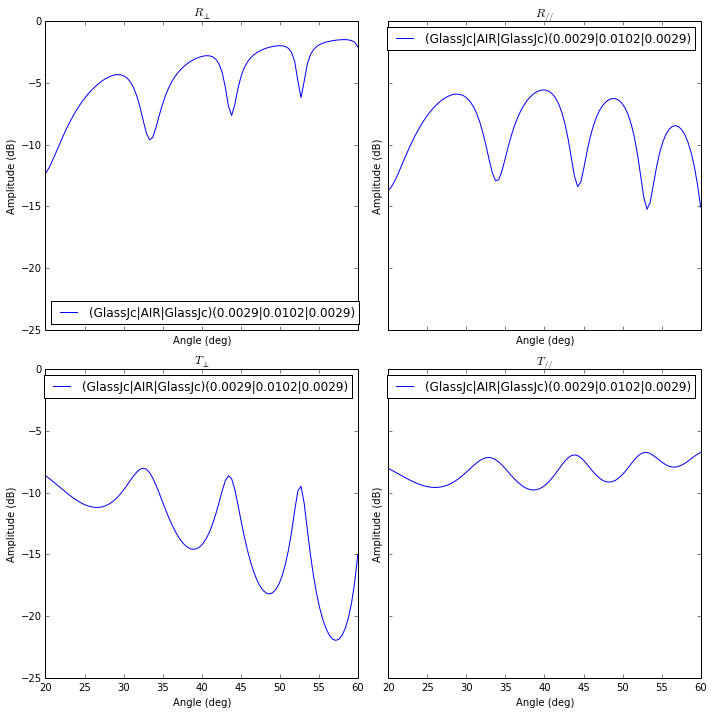 R⊥
R//
0
−5
−10
−15
−20
−25
Amplitude (dB)
(GlassJc|AIR|GlassJc)(0.0029|0.0102|0.0029)
Angle (deg)
Amplitude (dB)
(GlassJc|AIR|GlassJc)(0.0029|0.0102|0.0029)
Angle (deg)
T⊥
T//
0
−5
−10
−15
−20
−25
Amplitude (dB)
(GlassJc|AIR|GlassJc)(0.0029|0.0102|0.0029)
20 25 30 35 40 45 50 55 60
Angle (deg)
Amplitude (dB)
(GlassJc|AIR|GlassJc)(0.0029|0.0102|0.0029)
20 25 30 35 40 45 50 55 60
Angle (deg)